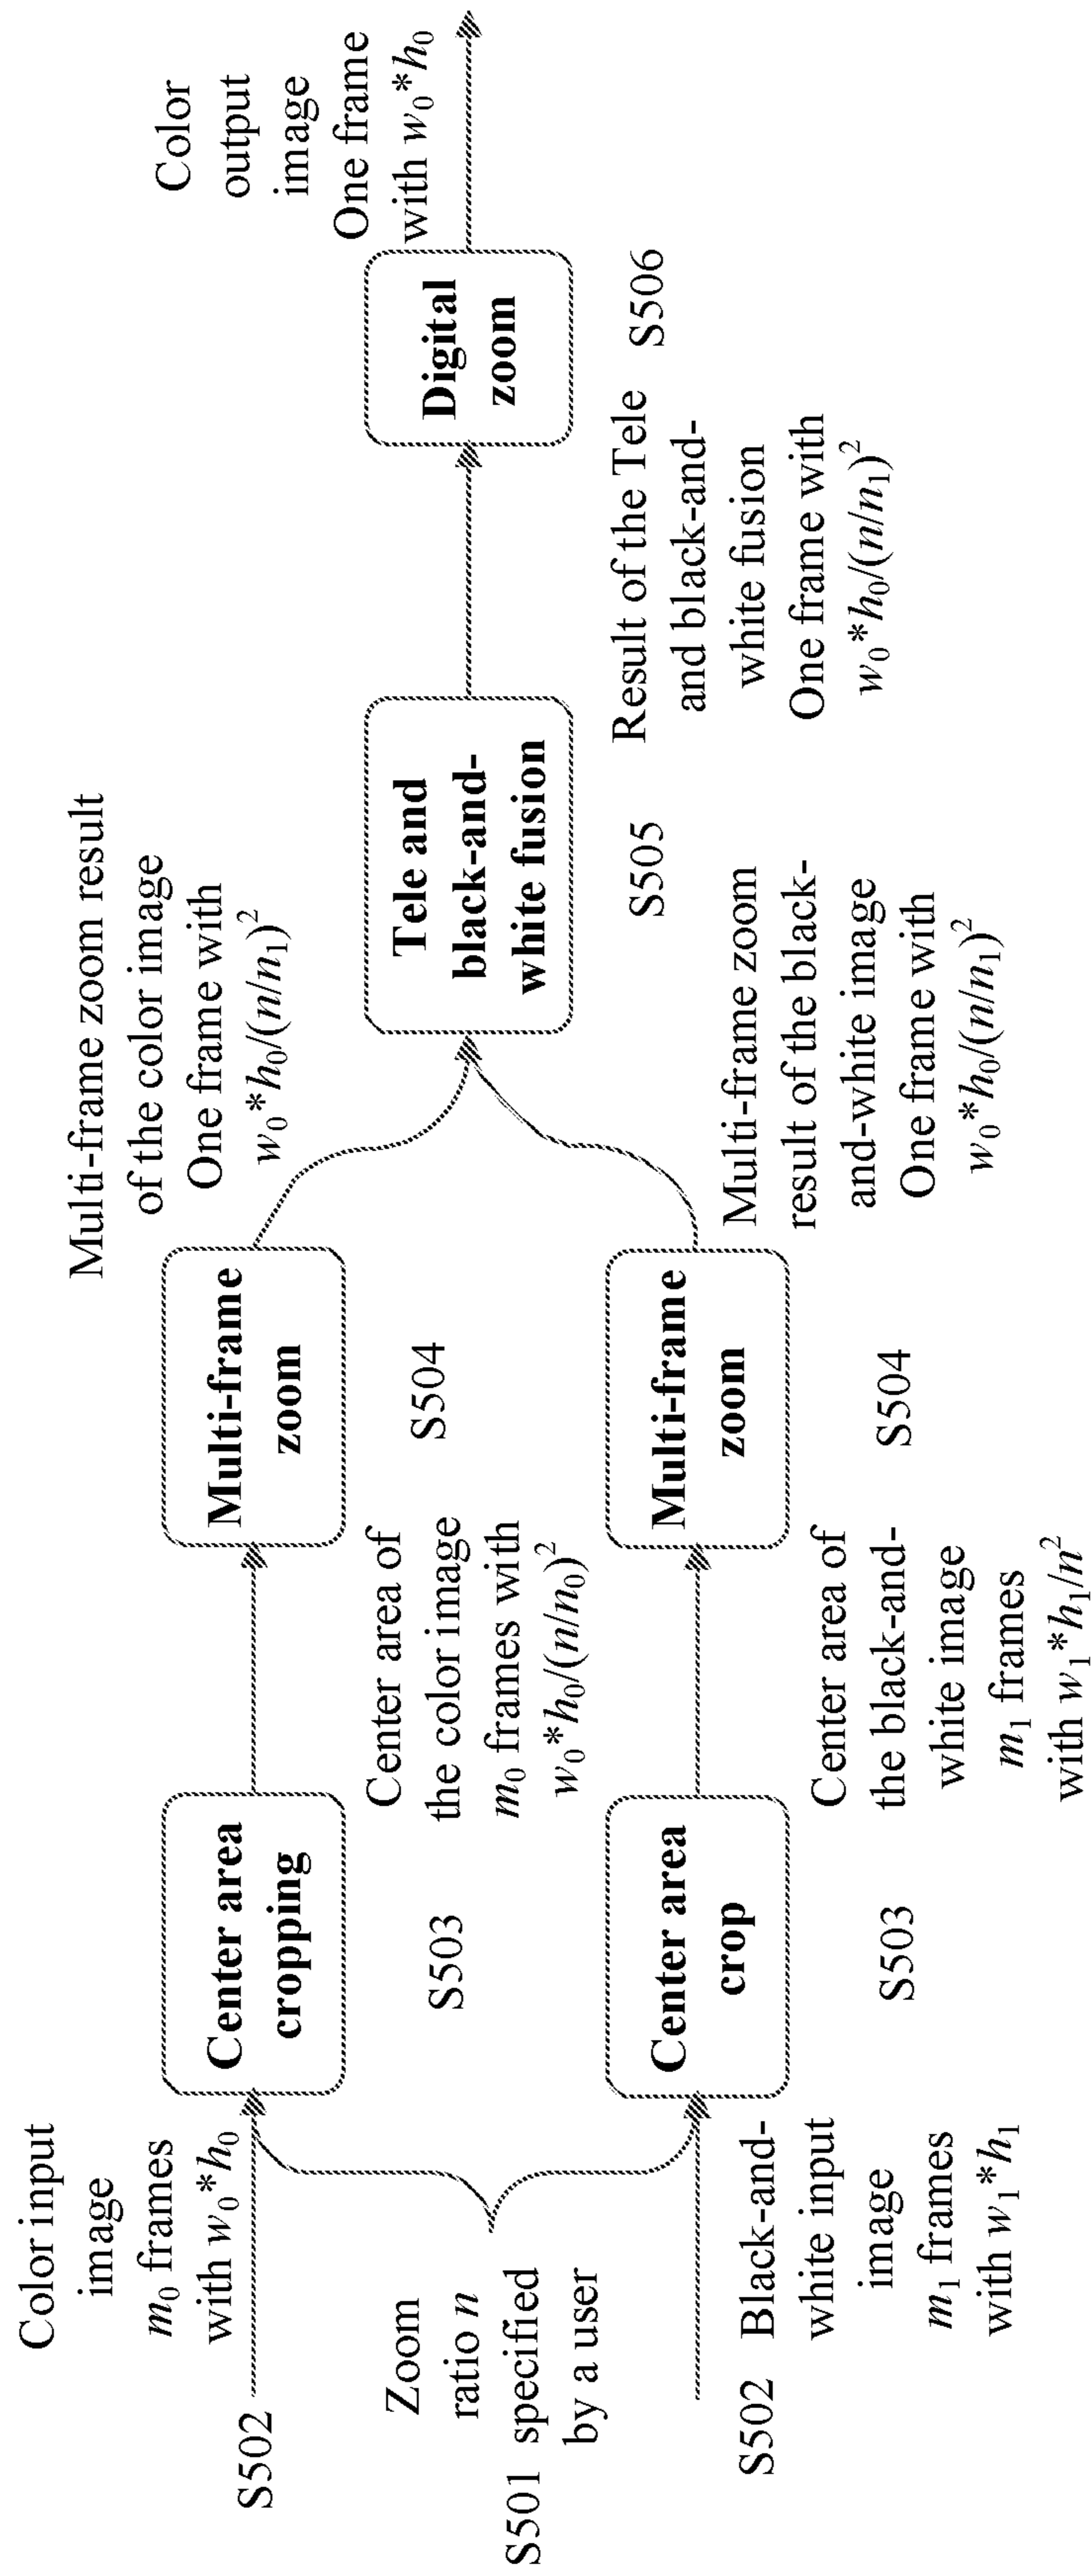 Color input
image
m₀ frames
with w₀*h₀
S502
Zoom
ratio n
S501 specified
by a user
S502
Black-and-
white input
image
m₁ frames
with w₁*h₁
Center area
cropping
S503
Center area of
the color image
m₀ frames with
w₀*h₀/(n/n₀)²
Center area
crop
S503
Center area of
the black-and-
white image
m₁ frames
with w₁*h₁/n²
Multi-frame
zoom
S504
Multi-frame zoom result
of the color image
One frame with
w₀*h₀/(n/n₁)²
Multi-frame
zoom
S504
Multi-frame zoom
result of the black-
and-white image
One frame with
w₀*h₀/(n/n₁)²
Tele and
black-and-
white fusion
S505
Result of the Tele
and black-and-
white fusion
One frame with
w₀*h₀/(n/n₁)²
Digital
zoom
S506
Color
output
image
One frame
with w₀*h₀